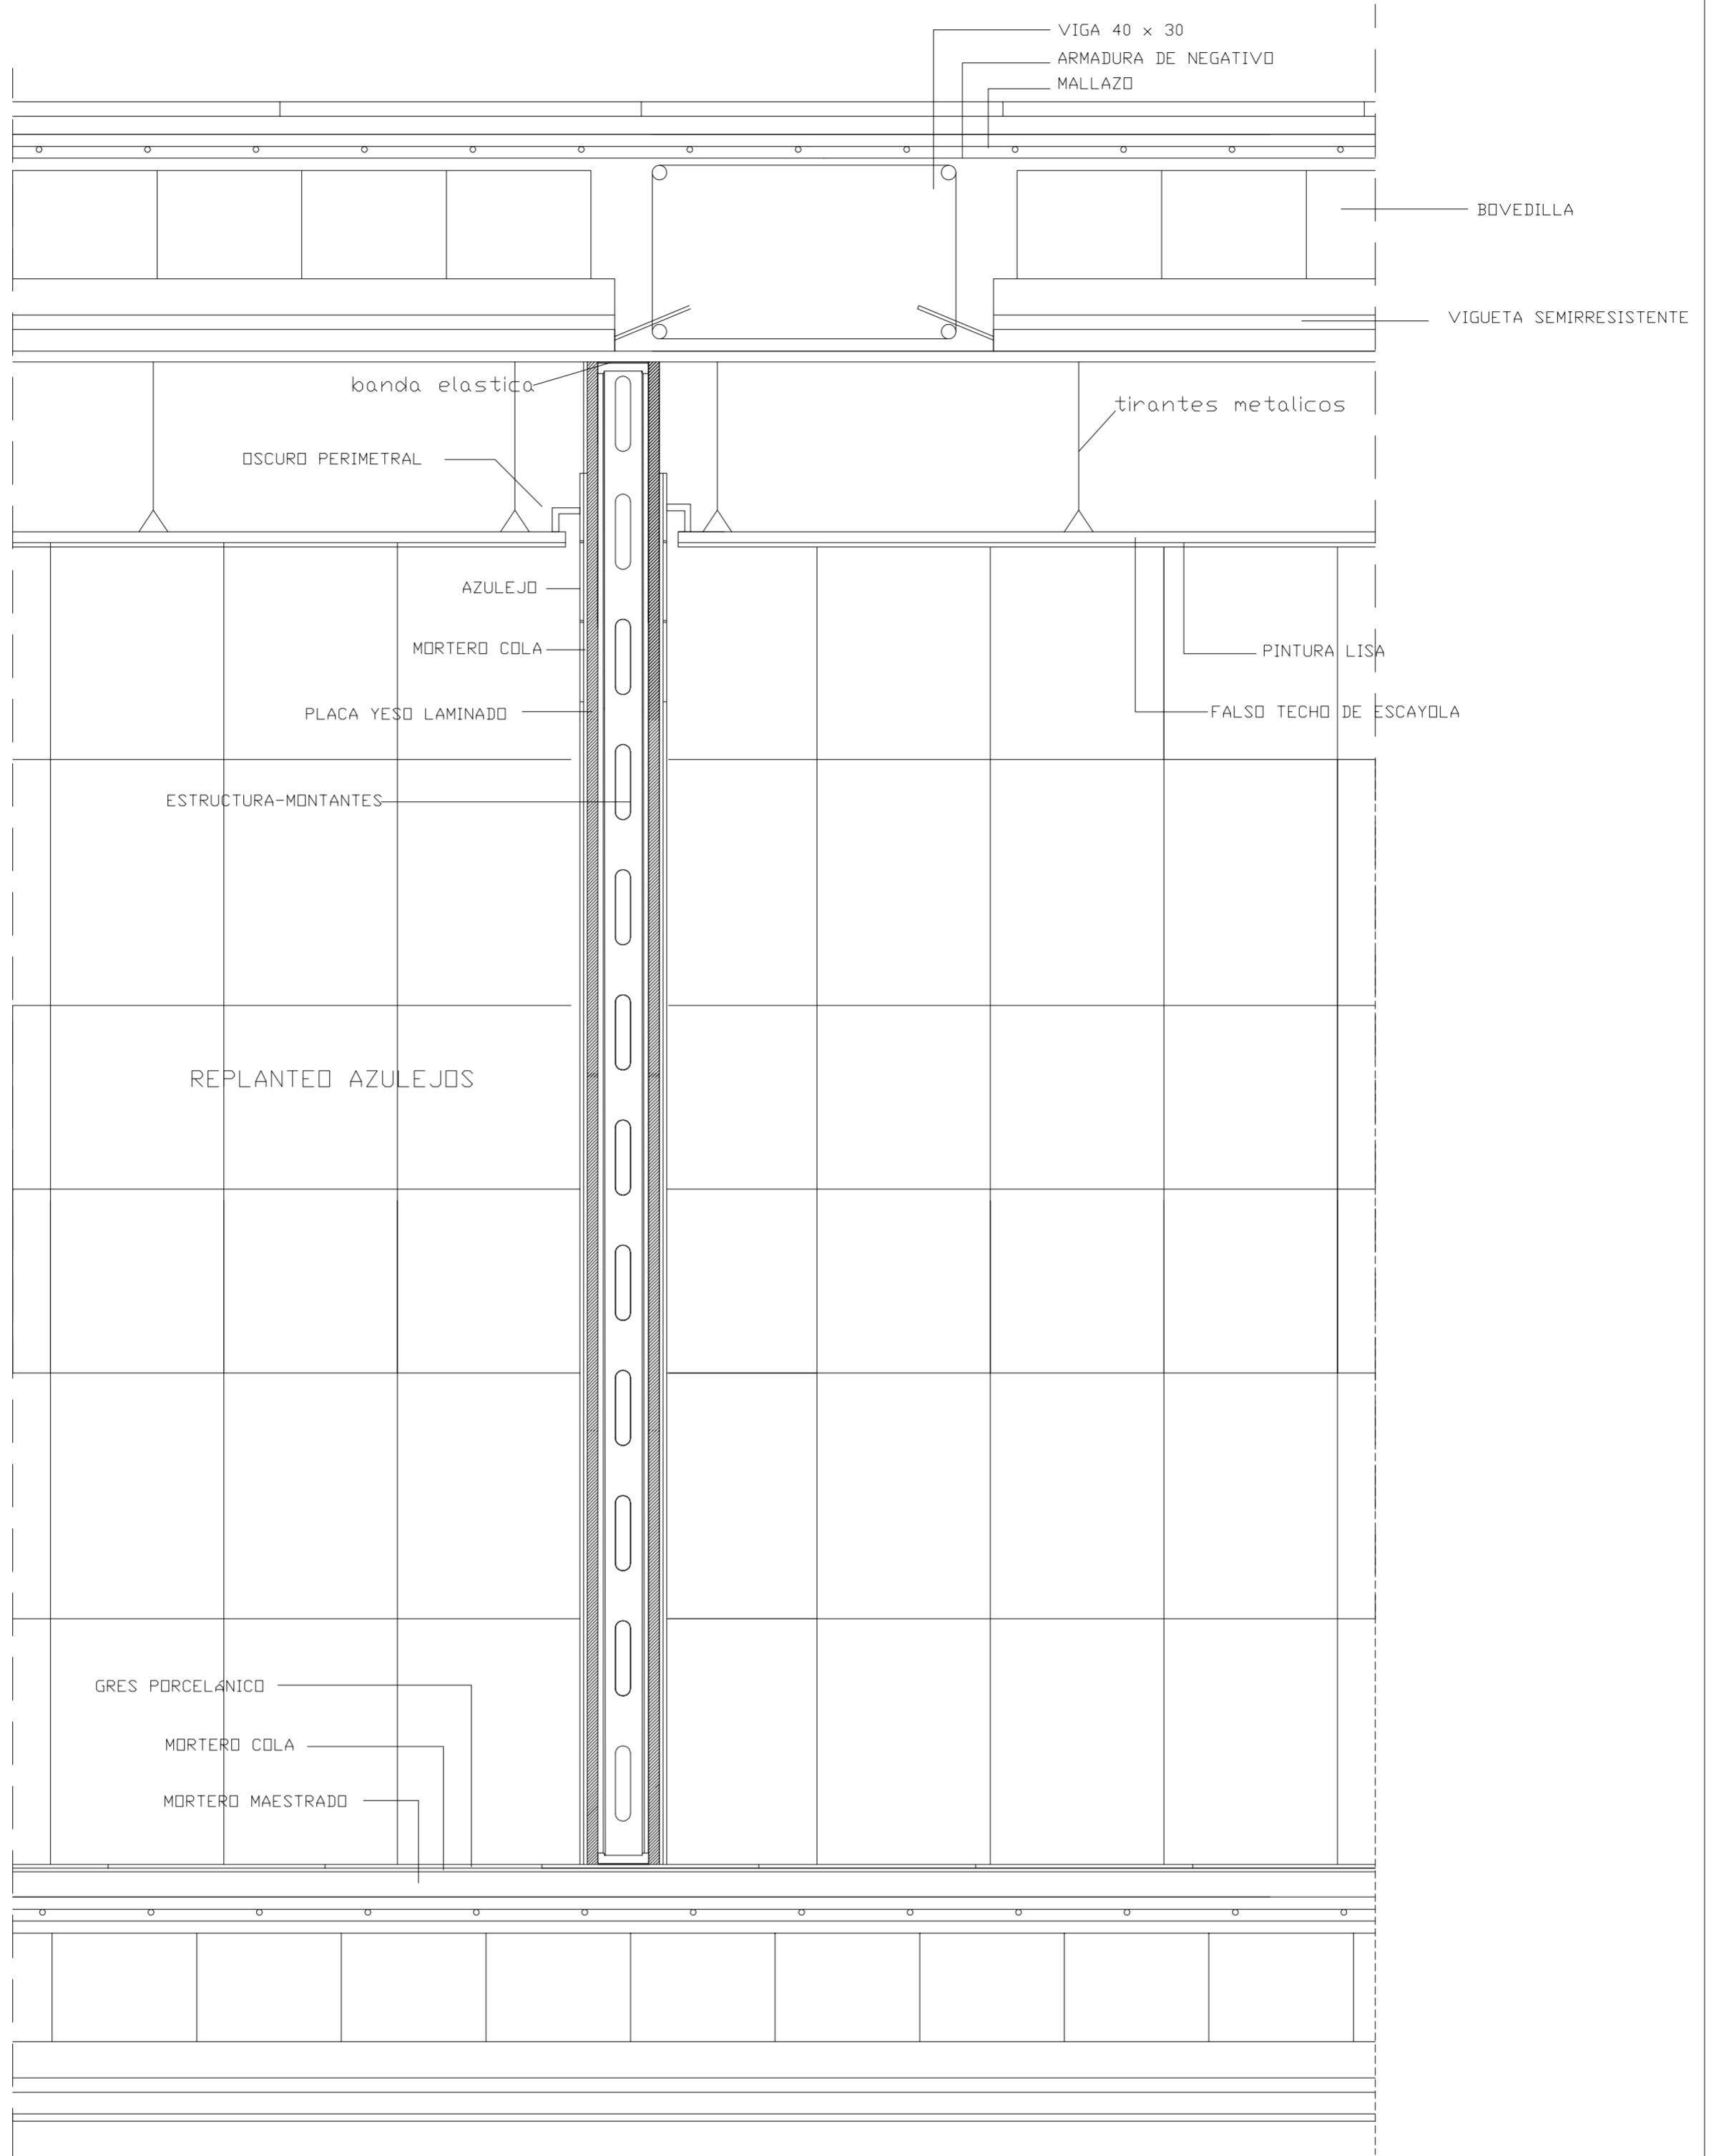 VIGA 40 x 30
ARMADURA DE NEGATIVO
MALLAZO
BOVEDILLA
VIGUETA SEMIRRESISTENTE
banda elastica
tirantes metalicos
OSCURO PERIMETRAL
AZULEJO
MORTERO COLA
PINTURA LISA
PLACA YESO LAMINADO
FALSO TECHO DE ESCAYOLA
ESTRUCTURA-MONTANTES
REPLANTEO AZULEJOS
GRES PORCELÁNICO
MORTERO COLA
MORTERO MAESTRADO